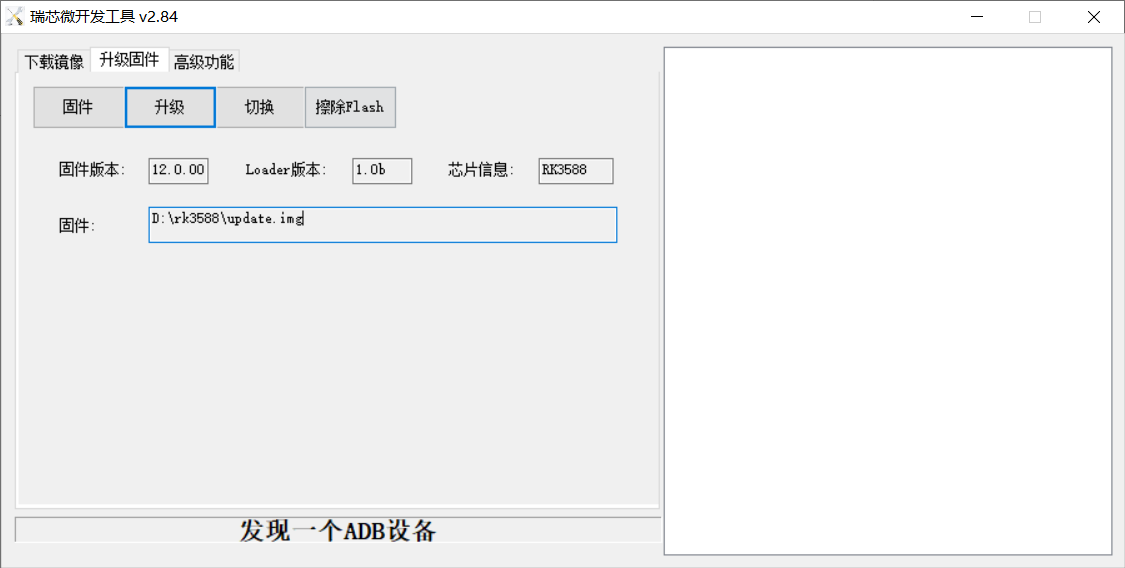 瑞芯微开发工具 v2.84
下载镜像 升级固件 高级功能
固件 升级 切换 擦除Flash
固件版本: 12.0.00 Loader版本: 1.0b 芯片信息: RK3588
固件: D:\rk3588\update.img
发现一个ADB设备